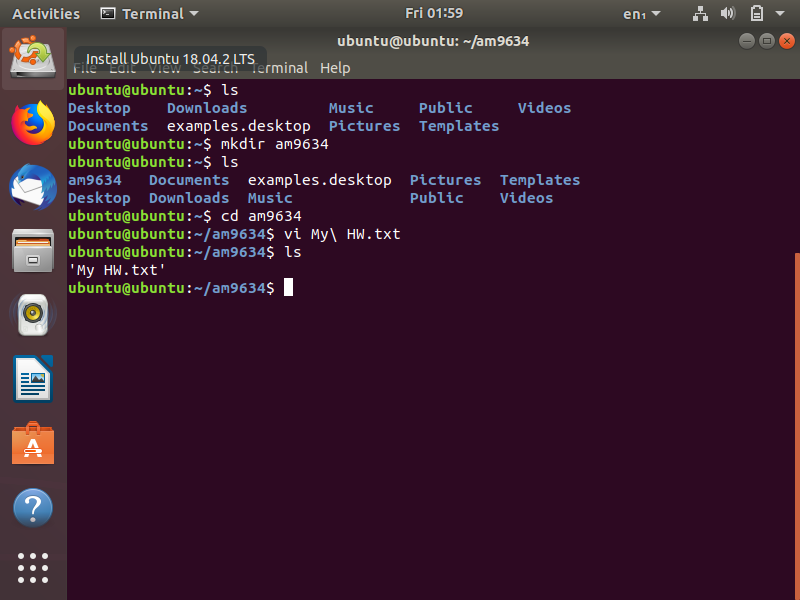 Activities Terminal Fri 01:59 en₁
ubuntu@ubuntu: ~/am9634
Install Ubuntu 18.04.2 LTS
File Edit View Search Terminal Help
ubuntu@ubuntu:~$ ls
Desktop Downloads Music Public Videos
Documents examples.desktop Pictures Templates
ubuntu@ubuntu:~$ mkdir am9634
ubuntu@ubuntu:~$ ls
am9634 Documents examples.desktop Pictures Templates
Desktop Downloads Music Public Videos
ubuntu@ubuntu:~$ cd am9634
ubuntu@ubuntu:~/am9634$ vi My\ HW.txt
ubuntu@ubuntu:~/am9634$ ls
'My HW.txt'
ubuntu@ubuntu:~/am9634$